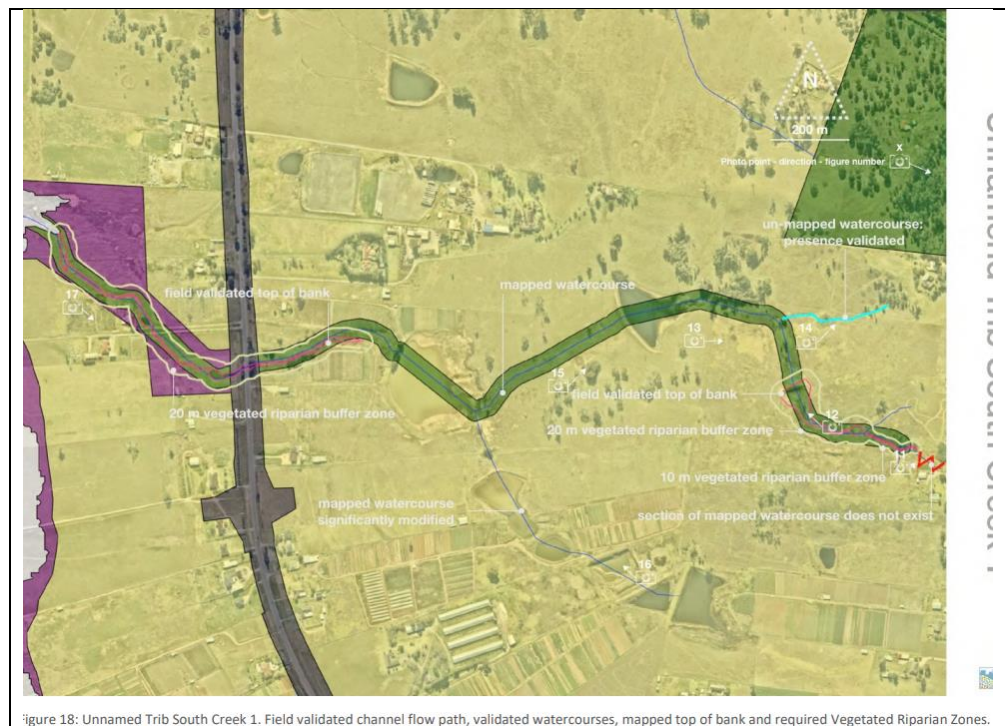 N
200 m
x
Photo point - direction - figure number
un-mapped watercourse:
presence validated
17
field validated top of bank
mapped watercourse
13
14
15
field validated top of bank
20 m vegetated riparian buffer zone
12
20 m vegetated riparian buffer zone
11
10 m vegetated riparian buffer zone
mapped watercourse
significantly modified
section of mapped watercourse does not exist
16
igure 18: Unnamed Trib South Creek 1. Field validated channel flow path, validated watercourses, mapped top of bank and required Vegetated Riparian Zones.